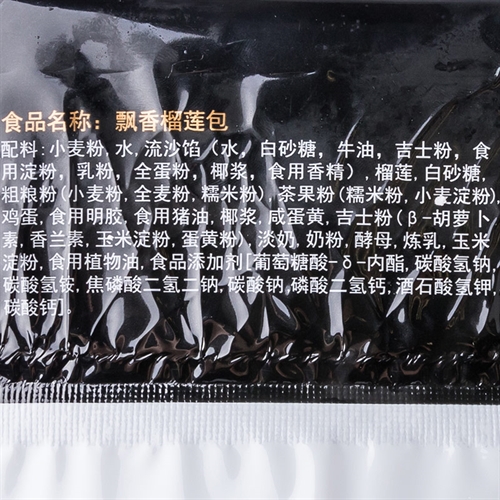 食品名称：飘香榴莲包
配料:小麦粉,水,流沙馅（水，白砂糖，牛油，吉士粉，食
用淀粉，乳粉，全蛋粉，椰浆，食用香精）,榴莲,白砂糖,
粗粮粉(小麦粉,全麦粉,糯米粉),茶果粉(糯米粉,小麦淀粉),
鸡蛋,食用明胶,食用猪油,椰浆,咸蛋黄,吉士粉(β-胡萝卜
素,香兰素,玉米淀粉,蛋黄粉),淡奶,奶粉,酵母,炼乳,玉米
淀粉,食用植物油,食品添加剂[葡萄糖酸-δ-内酯,碳酸氢钠,
碳酸氢铵,焦磷酸二氢二钠,碳酸钠,磷酸二氢钙,酒石酸氢钾,
碳酸钙]。